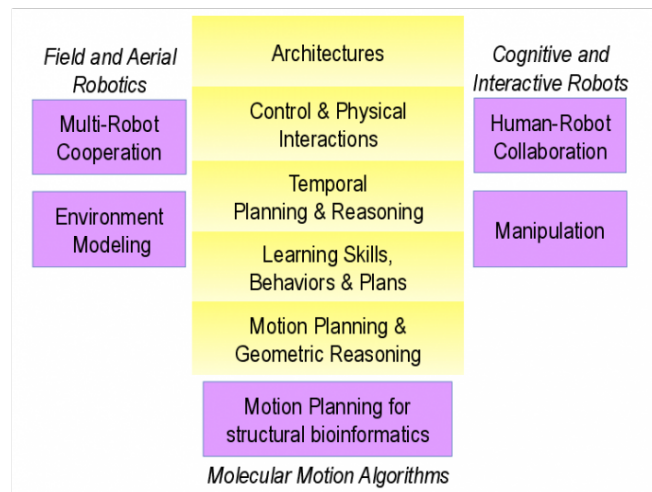 Field and Aerial
Robotics
Multi-Robot
Cooperation
Environment
Modeling
Architectures
Control & Physical
Interactions
Temporal
Planning & Reasoning
Learning Skills,
Behaviors & Plans
Motion Planning &
Geometric Reasoning
Cognitive and
Interactive Robots
Human-Robot
Collaboration
Manipulation
Motion Planning for
structural bioinformatics
Molecular Motion Algorithms